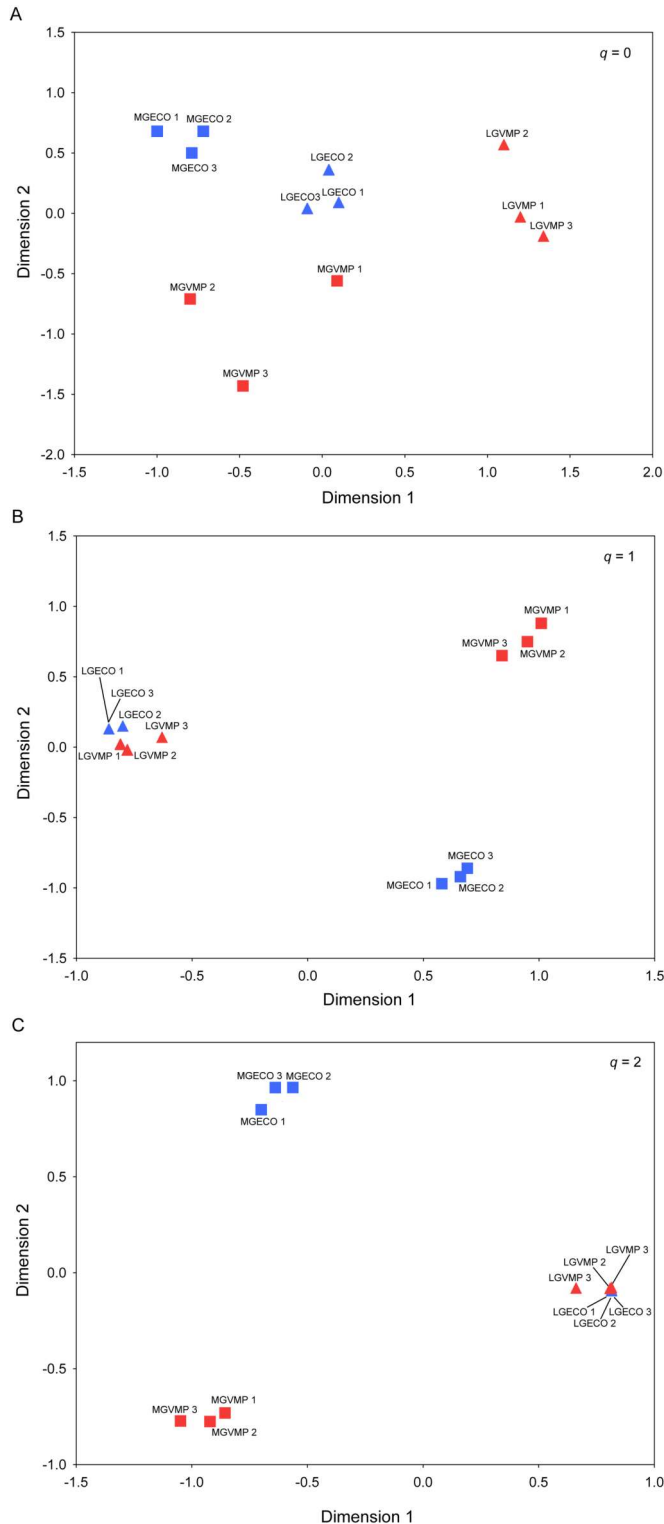 A
1.5
q = 0
1.0
MGECO 1
MGECO 2
LGVMP 2
0.5
MGECO 3
LGECO 2
LGECO3
LGECO 1
LGVMP 1
0.0
LGVMP 3
Dimension 2
MGVMP 1
-0.5
MGVMP 2
-1.0
MGVMP 3
-1.5
-2.0
-1.5 -1.0 -0.5 0.0 0.5 1.0 1.5 2.0
Dimension 1
B
1.5
q = 1
1.0
MGVMP 1
MGVMP 3
MGVMP 2
LGECO 1
0.5
LGECO 3
LGECO 2
LGVMP 3
0.0
LGVMP 1
LGVMP 2
Dimension 2
-0.5
MGECO 3
MGECO 1
MGECO 2
-1.0
-1.5
-1.0 -0.5 0.0 0.5 1.0 1.5
Dimension 1
C
q = 2
MGECO 3
MGECO 2
1.0
MGECO 1
0.5
LGVMP 3
LGVMP 2
0.0
LGVMP 3
LGECO 1
LGECO 3
LGECO 2
Dimension 2
-0.5
MGVMP 3
MGVMP 1
MGVMP 2
-1.0
-1.5 -1.0 -0.5 0.0 0.5 1.0
Dimension 1